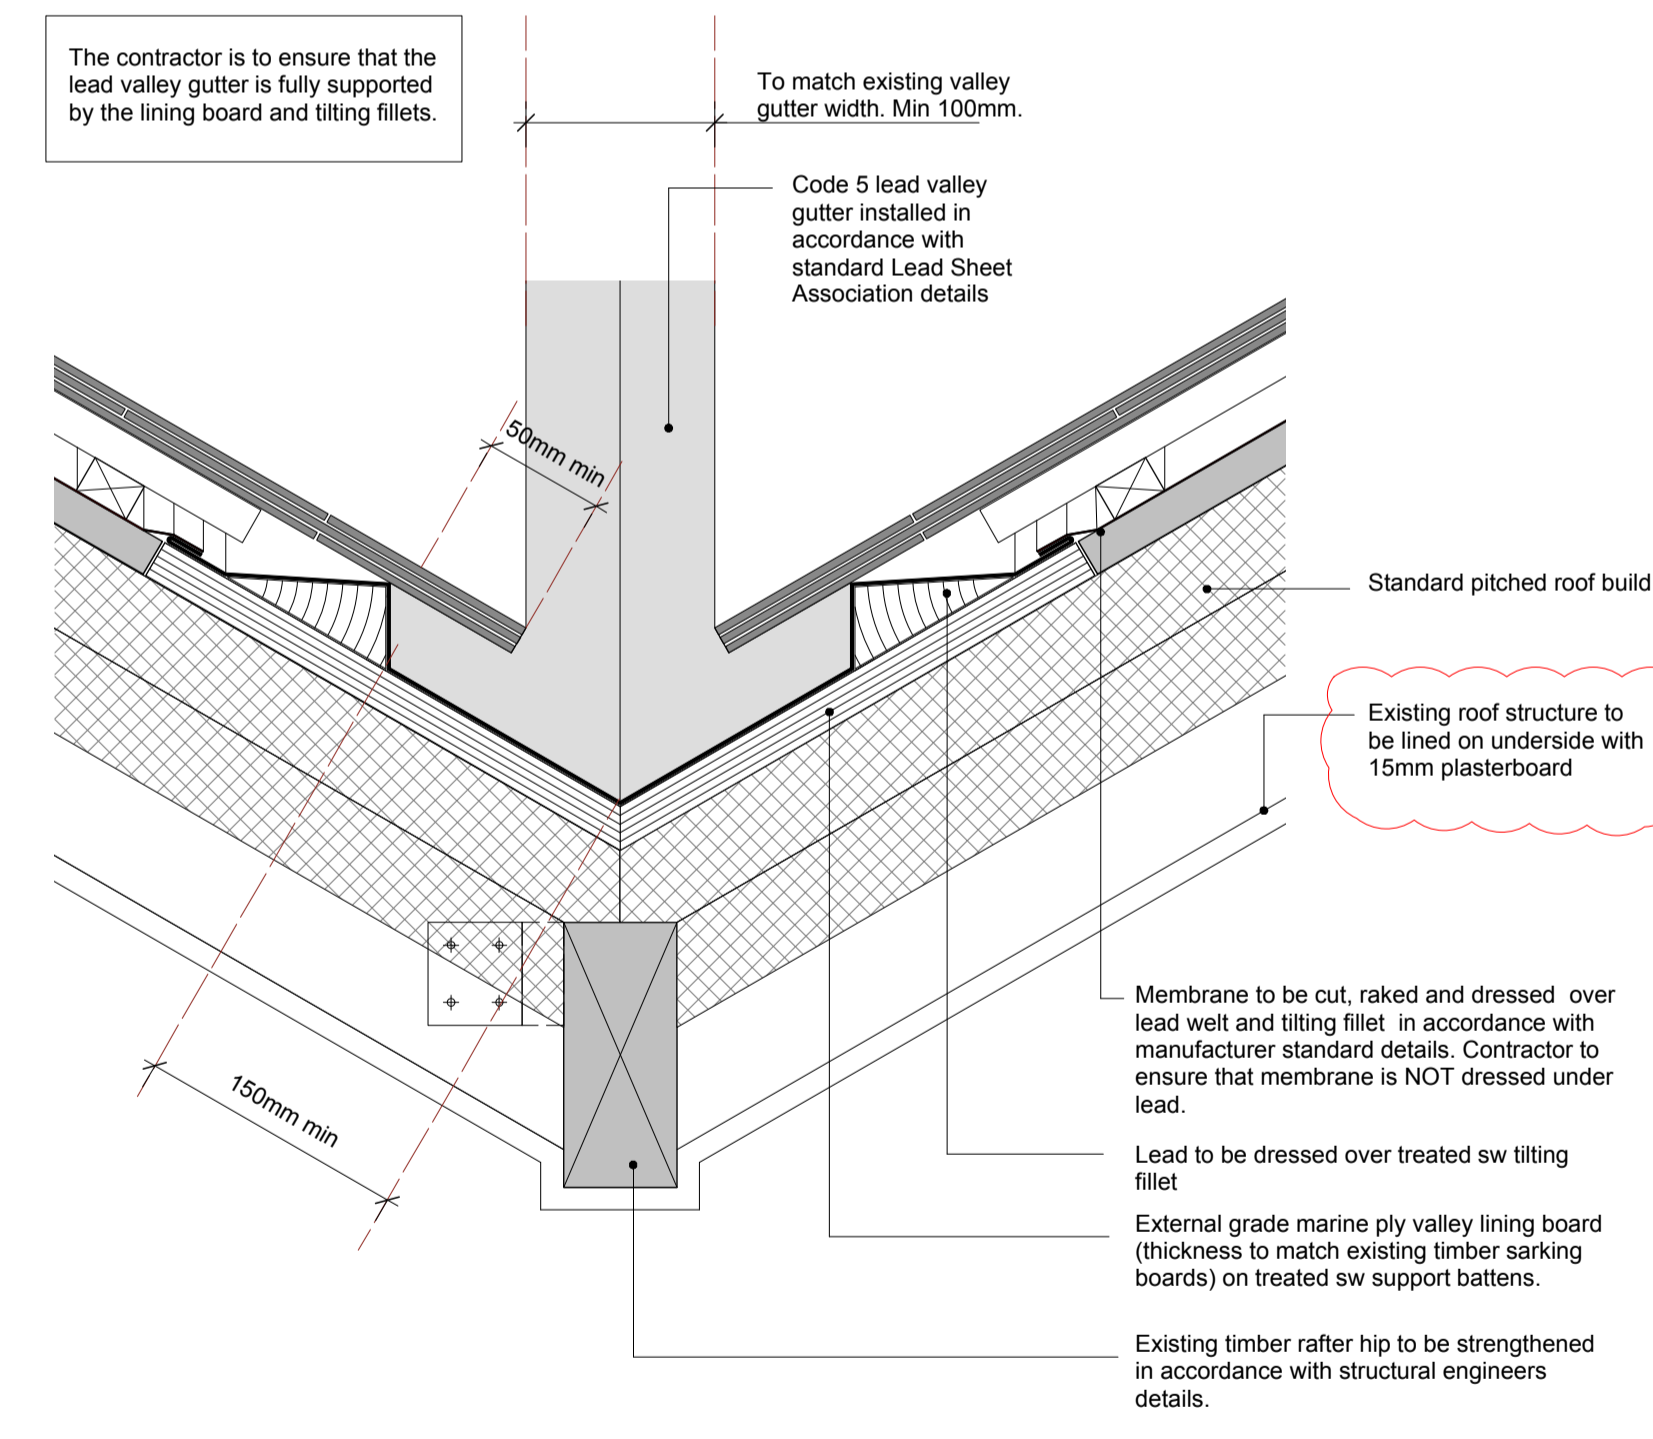 The contractor is to ensure that the
lead valley gutter is fully supported
by the lining board and tilting fillets.
To match existing valley
gutter width. Min 100mm.
Code 5 lead valley
gutter installed in
accordance with
standard Lead Sheet
Association details
50mm min
Standard pitched roof build
Existing roof structure to
be lined on underside with
15mm plasterboard
Membrane to be cut, raked and dressed over
lead welt and tilting fillet in accordance with
manufacturer standard details. Contractor to
ensure that membrane is NOT dressed under
lead.
150mm min
Lead to be dressed over treated sw tilting
fillet
External grade marine ply valley lining board
(thickness to match existing timber sarking
boards) on treated sw support battens.
Existing timber rafter hip to be strengthened
in accordance with structural engineers
details.